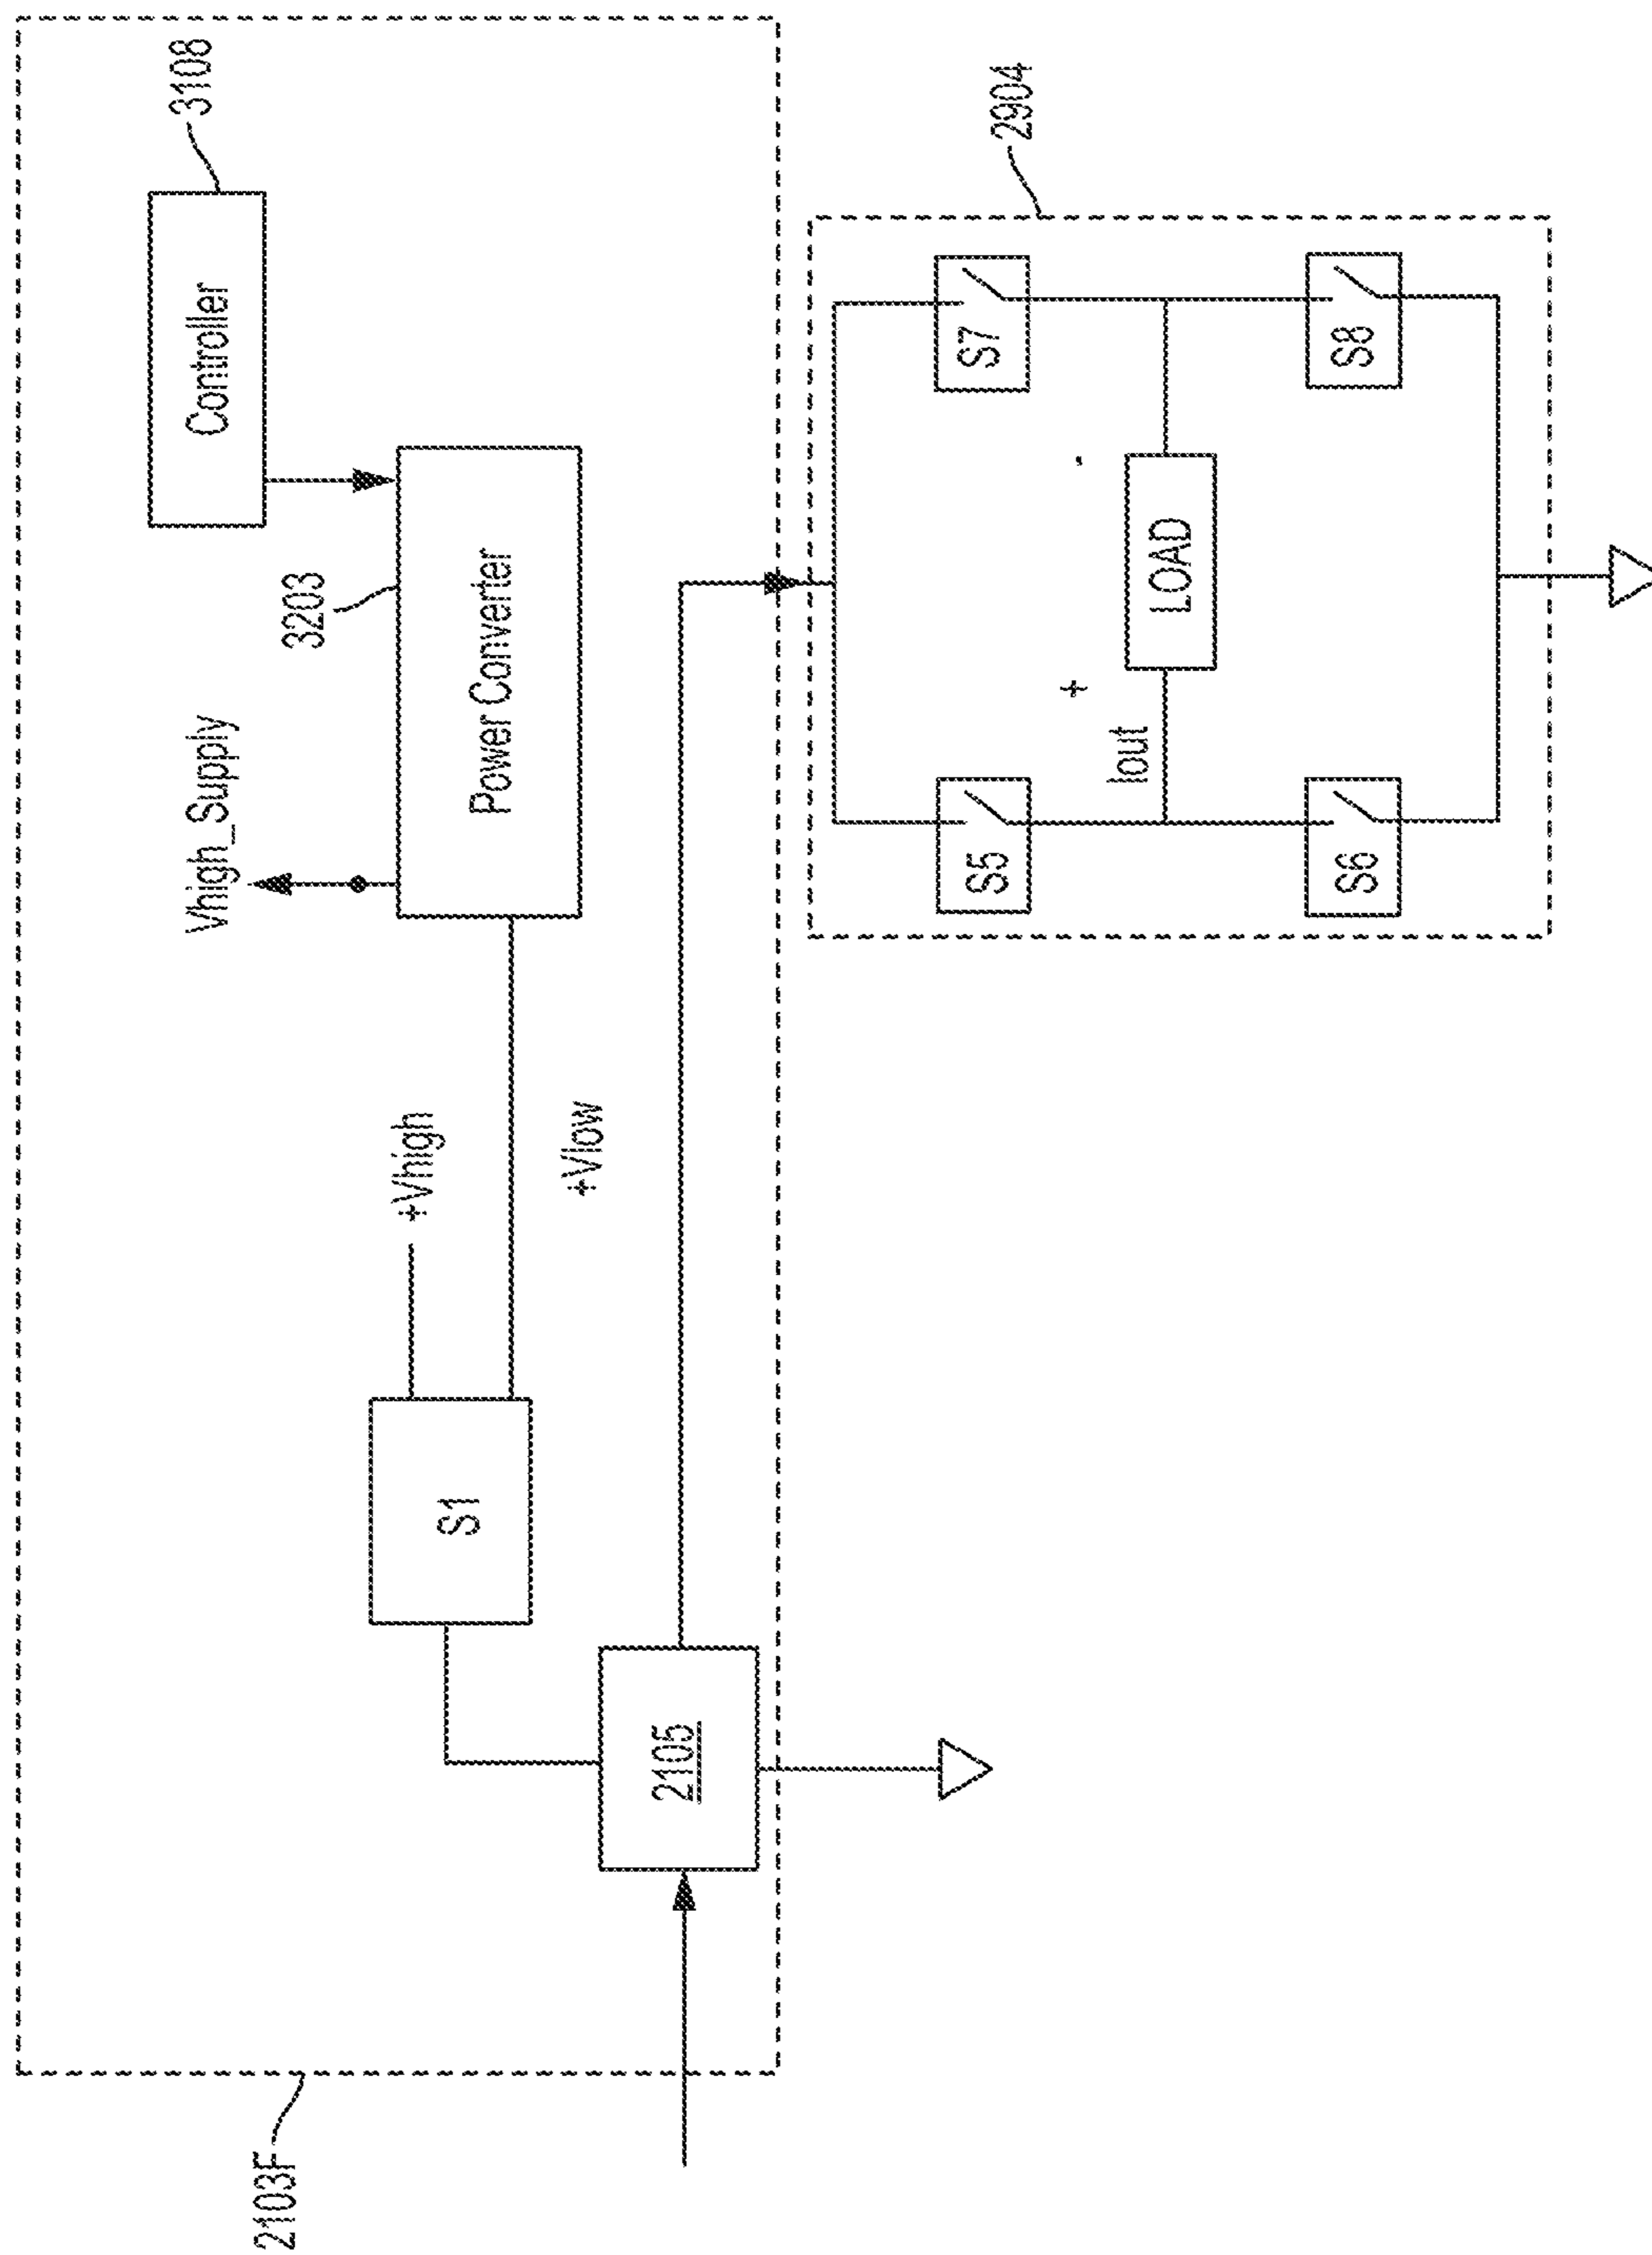 3108
Controller
3203
Vhigh_Supply
Power Converter
+Vhigh
+Vlow
S1
2105
2103F
2904
S5
S7
Iout
+
-
LOAD
S6
S8